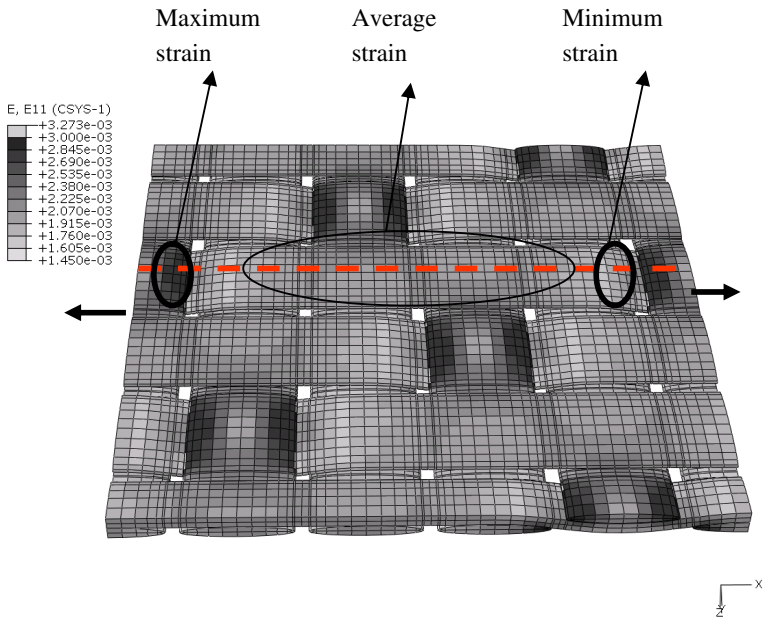 Maximum
strain
Average
strain
Minimum
strain
E, E11 (CSYS-1)
+3.273e-03
+3.000e-03
+2.845e-03
+2.690e-03
+2.535e-03
+2.380e-03
+2.225e-03
+2.070e-03
+1.915e-03
+1.760e-03
+1.605e-03
+1.450e-03
X
Z